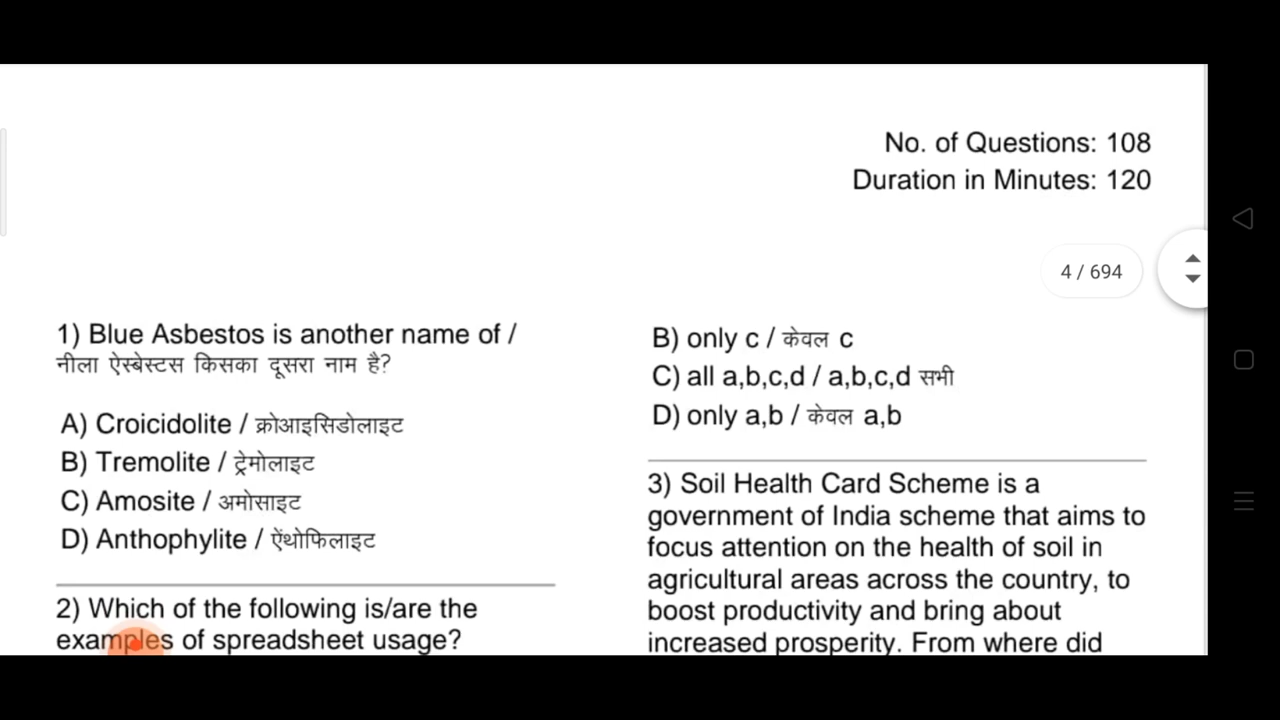 No. of Questions: 108
Duration in Minutes: 120
4 / 694
1) Blue Asbestos is another name of /
नीला ऐस्बेस्टस किसका दूसरा नाम है?
A) Croicidolite / क्रोआइसिडोलाइट
B) Tremolite / ट्रेमोलाइट
C) Amosite / अमोसाइट
D) Anthophylite / ऐंथोफिलाइट
2) Which of the following is/are the
examples of spreadsheet usage?
B) only c / केवल c
C) all a,b,c,d / a,b,c,d सभी
D) only a,b / केवल a,b
3) Soil Health Card Scheme is a
government of India scheme that aims to
focus attention on the health of soil in
agricultural areas across the country, to
boost productivity and bring about
increased prosperity. From where did